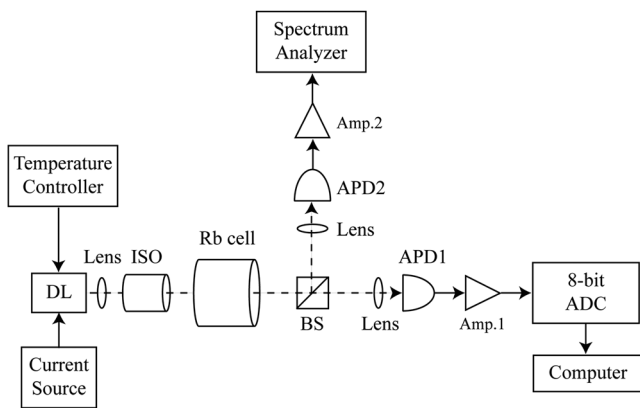 Spectrum
Analyzer
Amp.2
Temperature
Controller
APD2
Lens
Rb cell
Lens
ISO
APD1
DL
8-bit
ADC
BS
Lens
Amp.1
Current
Source
Computer